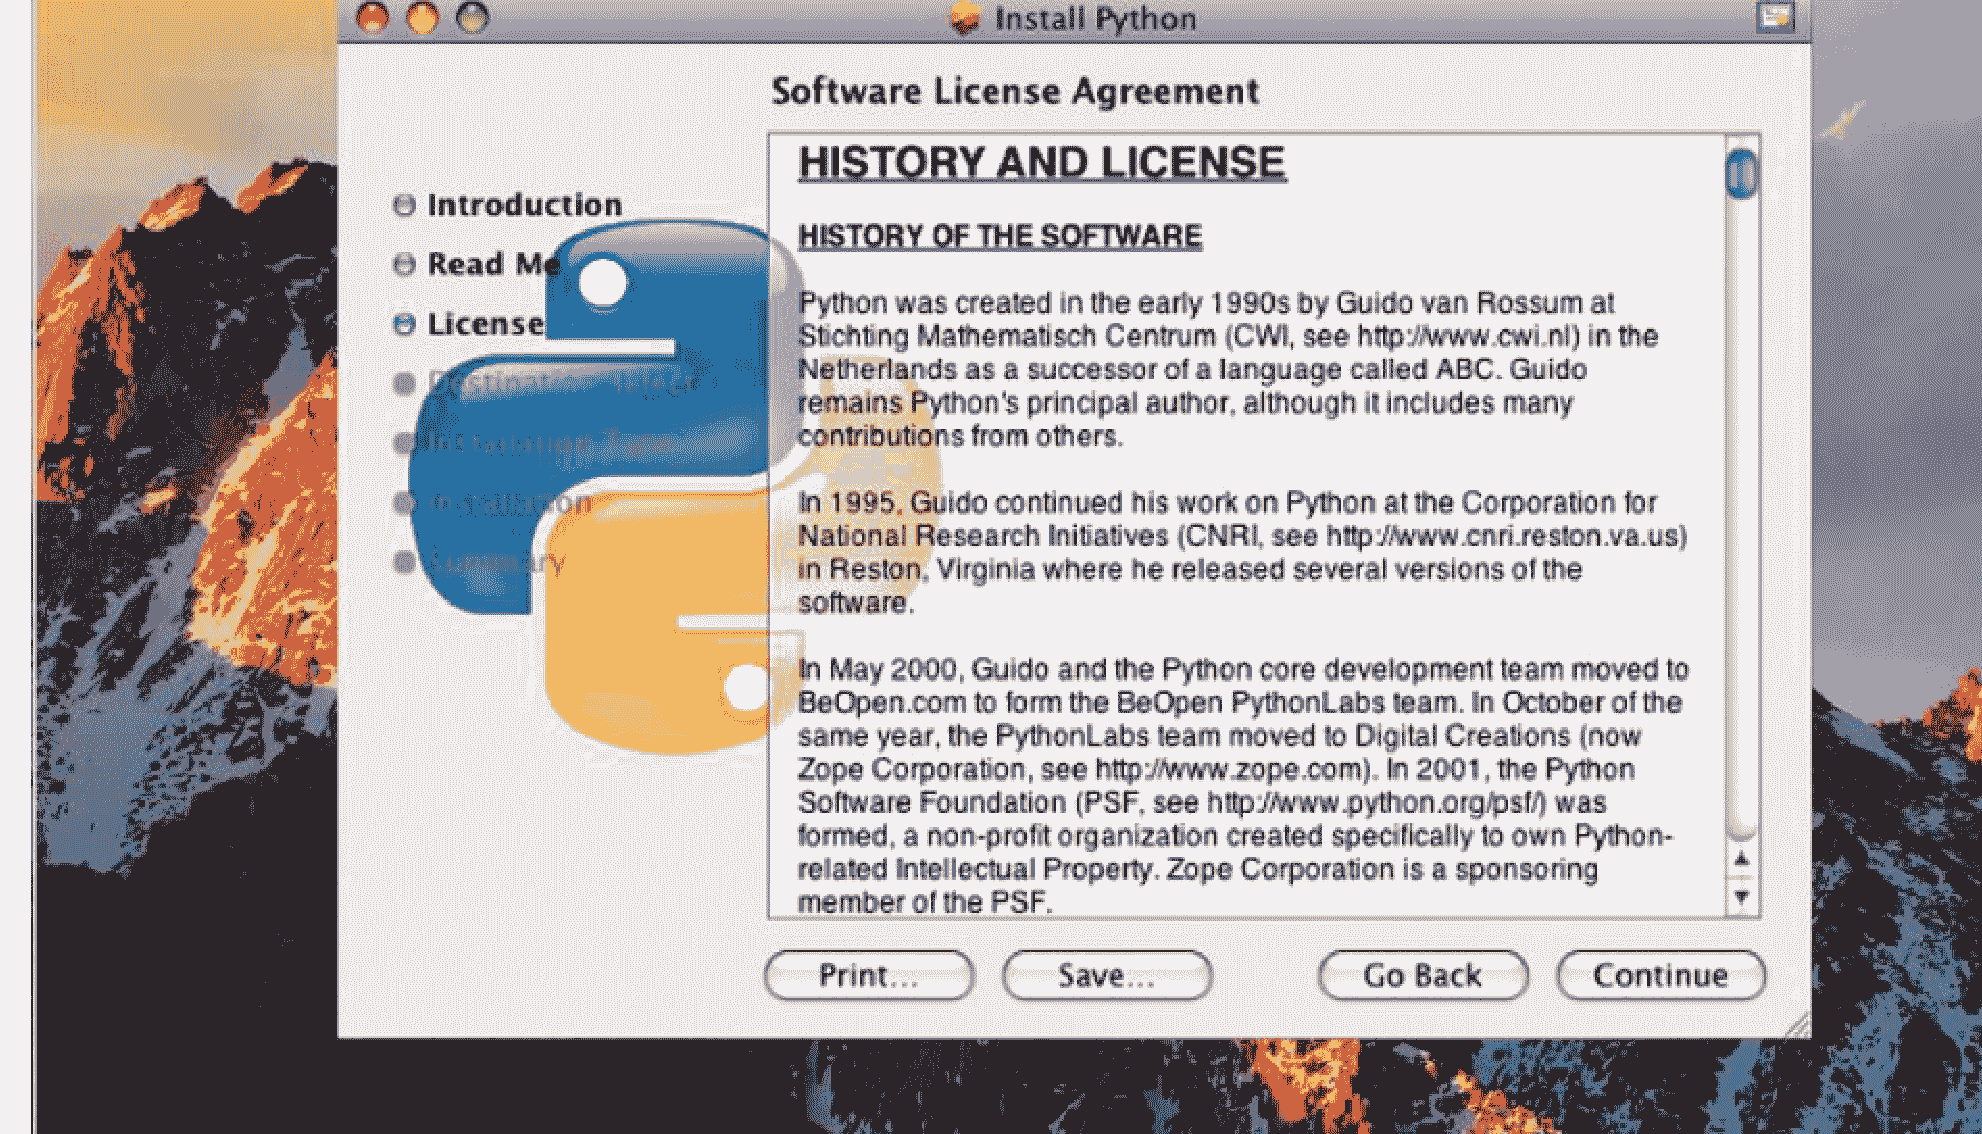 Install Python
Software License Agreement
Introduction
Read Me
License
Installation
Summary
HISTORY AND LICENSE
HISTORY OF THE SOFTWARE
Python was created in the early 1990s by Guido van Rossum at
Stichting Mathematisch Centrum (CWI, see http://www.cwi.nl) in the
Netherlands as a successor of a language called ABC. Guido
remains Python's principal author, although it includes many
contributions from others.
In 1995, Guido continued his work on Python at the Corporation for
National Research Initiatives (CNRI, see http://www.cnri.reston.va.us)
in Reston, Virginia where he released several versions of the
software.
In May 2000, Guido and the Python core development team moved to
BeOpen.com to form the BeOpen PythonLabs team. In October of the
same year, the PythonLabs team moved to Digital Creations (now
Zope Corporation, see http://www.zope.com). In 2001, the Python
Software Foundation (PSF, see http://www.python.org/psf/) was
formed, a non-profit organization created specifically to own Python-
related Intellectual Property. Zope Corporation is a sponsoring
member of the PSF.
Print...
Save...
Go Back
Continue